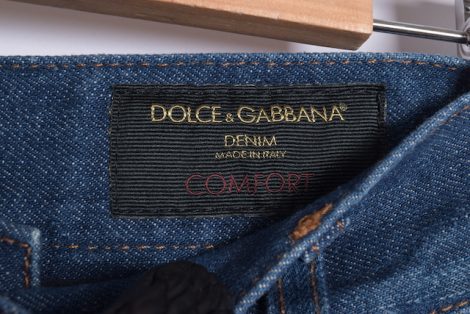 DOLCE & GABBANA®
DENIM
MADE IN ITALY
COMFORT